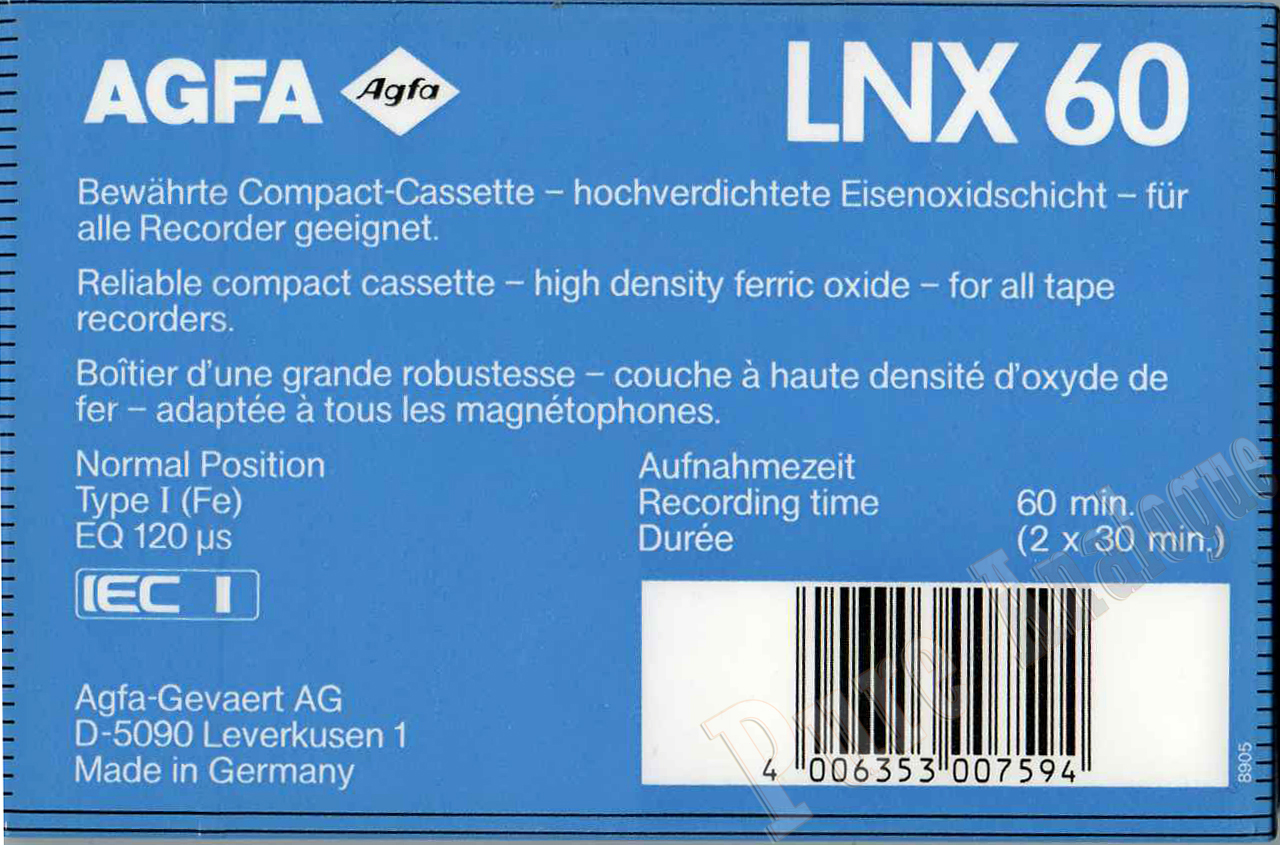 AGFA Agfa LNX 60
Bewährte Compact-Cassette – hochverdichtete Eisenoxidschicht – für
alle Recorder geeignet.
Reliable compact cassette – high density ferric oxide – for all tape
recorders.
Boîtier d'une grande robustesse – couche à haute densité d'oxyde de
fer – adaptée à tous les magnétophones.
Normal Position
Type I (Fe)
EQ 120 µs
IEC I
Aufnahmezeit
Recording time 60 min.
Durée (2 x 30 min.)
Agfa-Gevaert AG
D-5090 Leverkusen 1
Made in Germany
4 006353 007594
8905
Pure Analogue